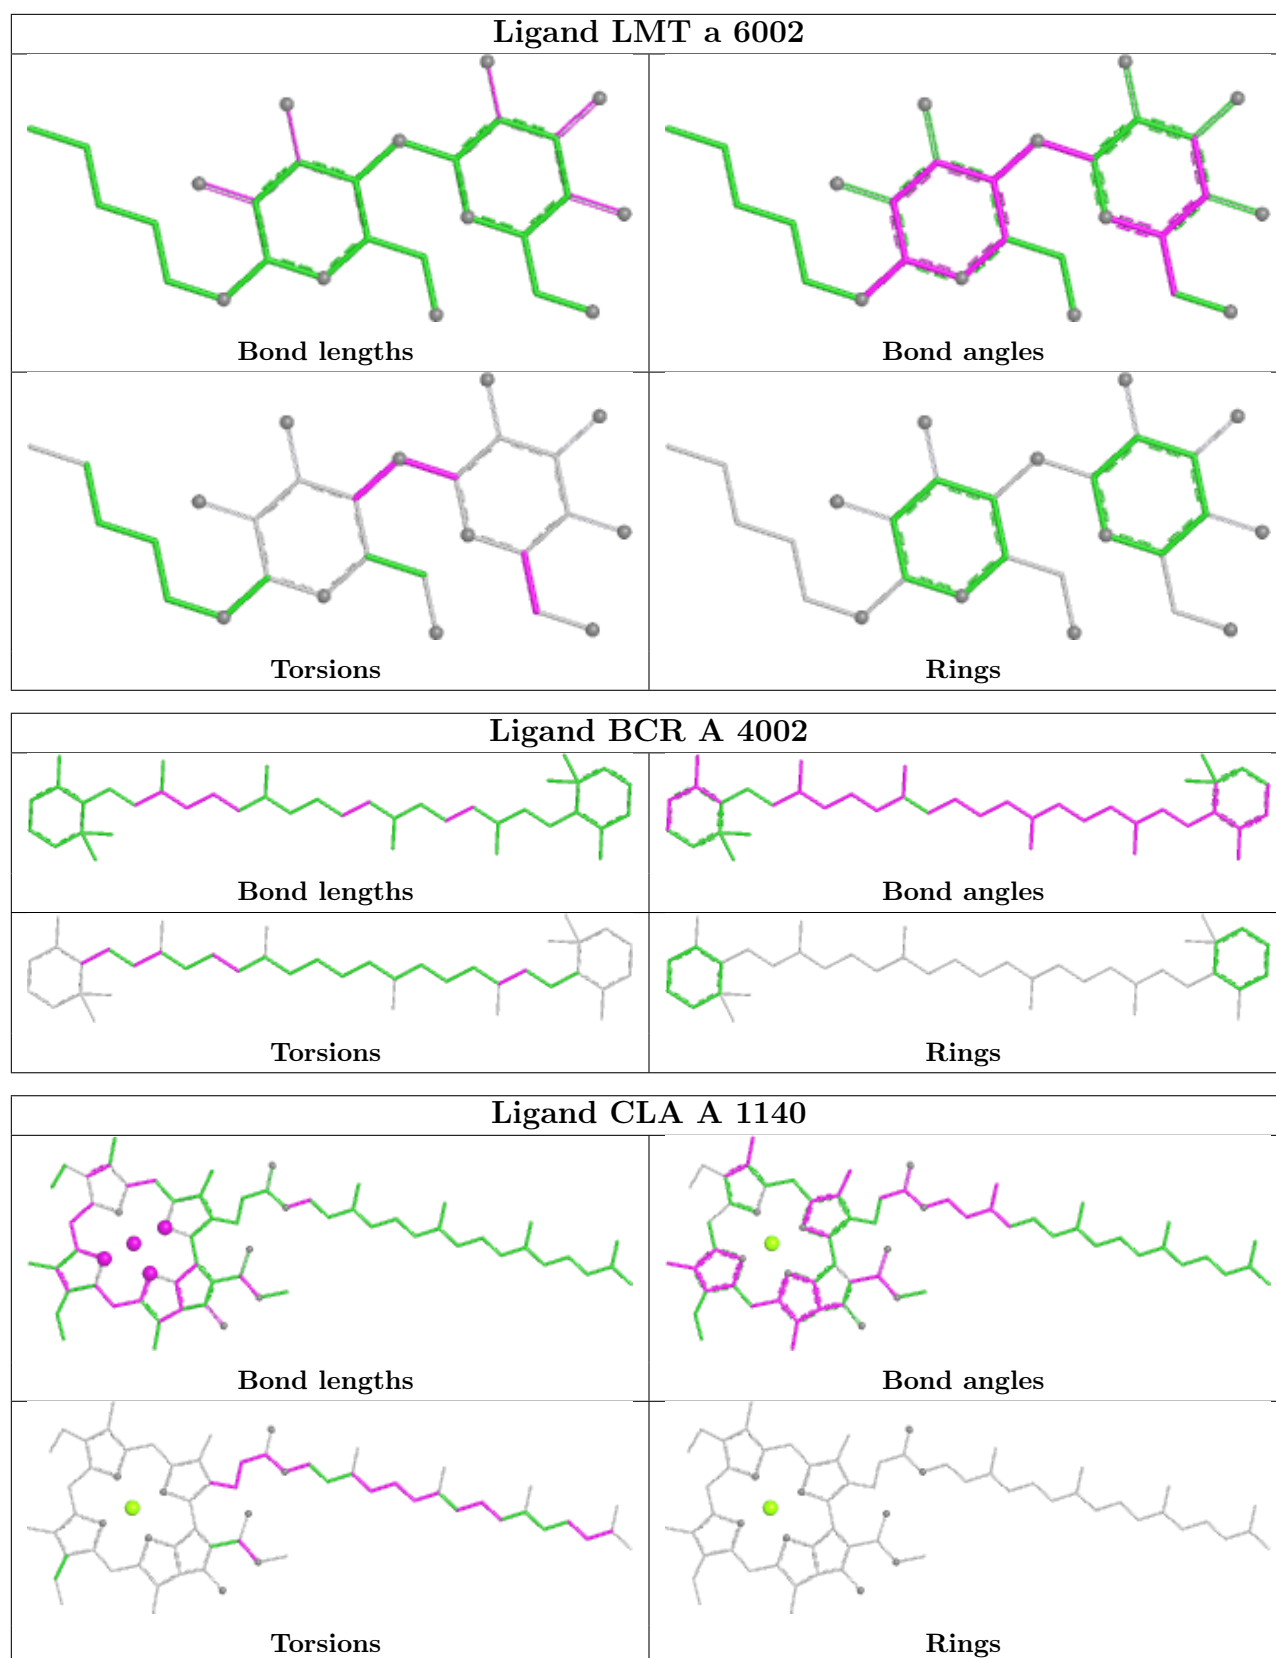 Ligand LMT a 6002
Bond lengths
Bond angles
Torsions
Rings
Ligand BCR A 4002
Bond lengths
Bond angles
Torsions
Rings
Ligand CLA A 1140
Bond lengths
Bond angles
Torsions
Rings